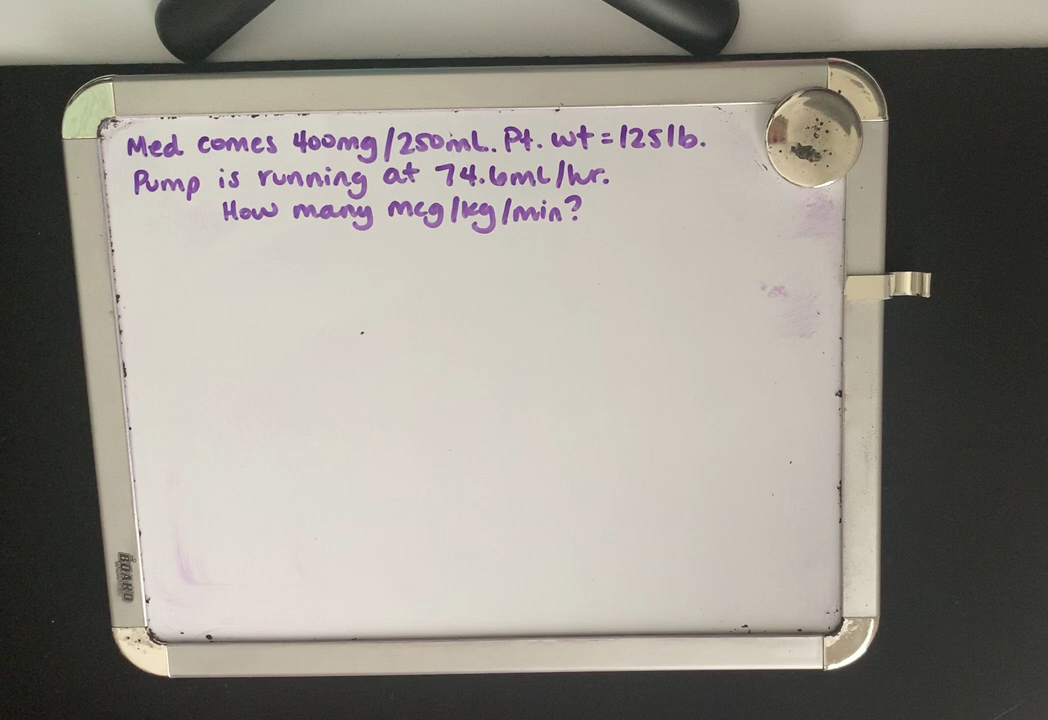 Med comes 400mg/250mL. Pt. wt = 125lb.
Pump is running at 74.6mL/hr.
How many mcg/kg/min?
BOARD